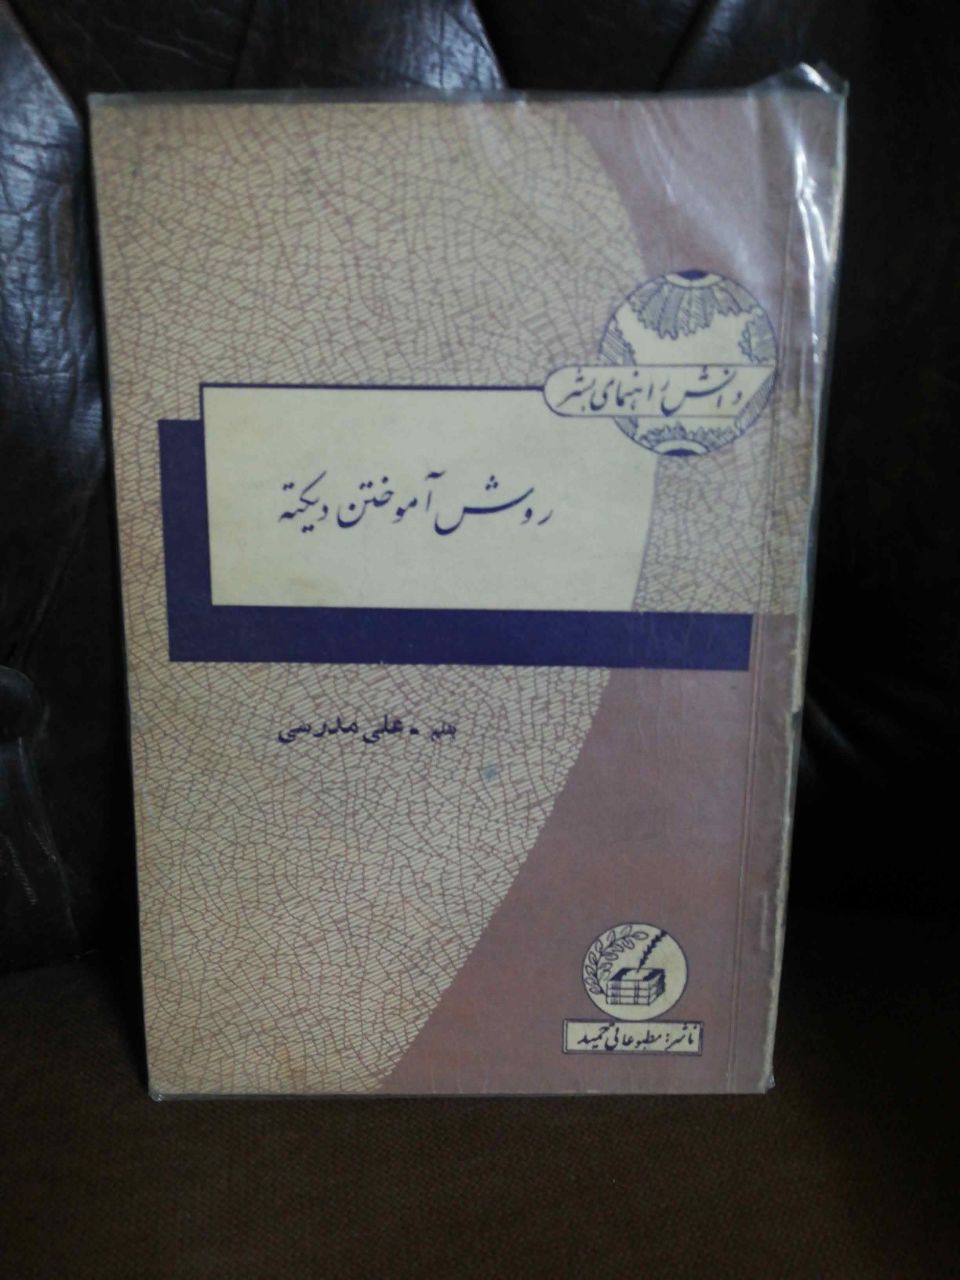 دانش راهنمای بشر
روش آموختن دیکته
بقلم - علی مدرسی
ناشر: مطبوعاتی حمید